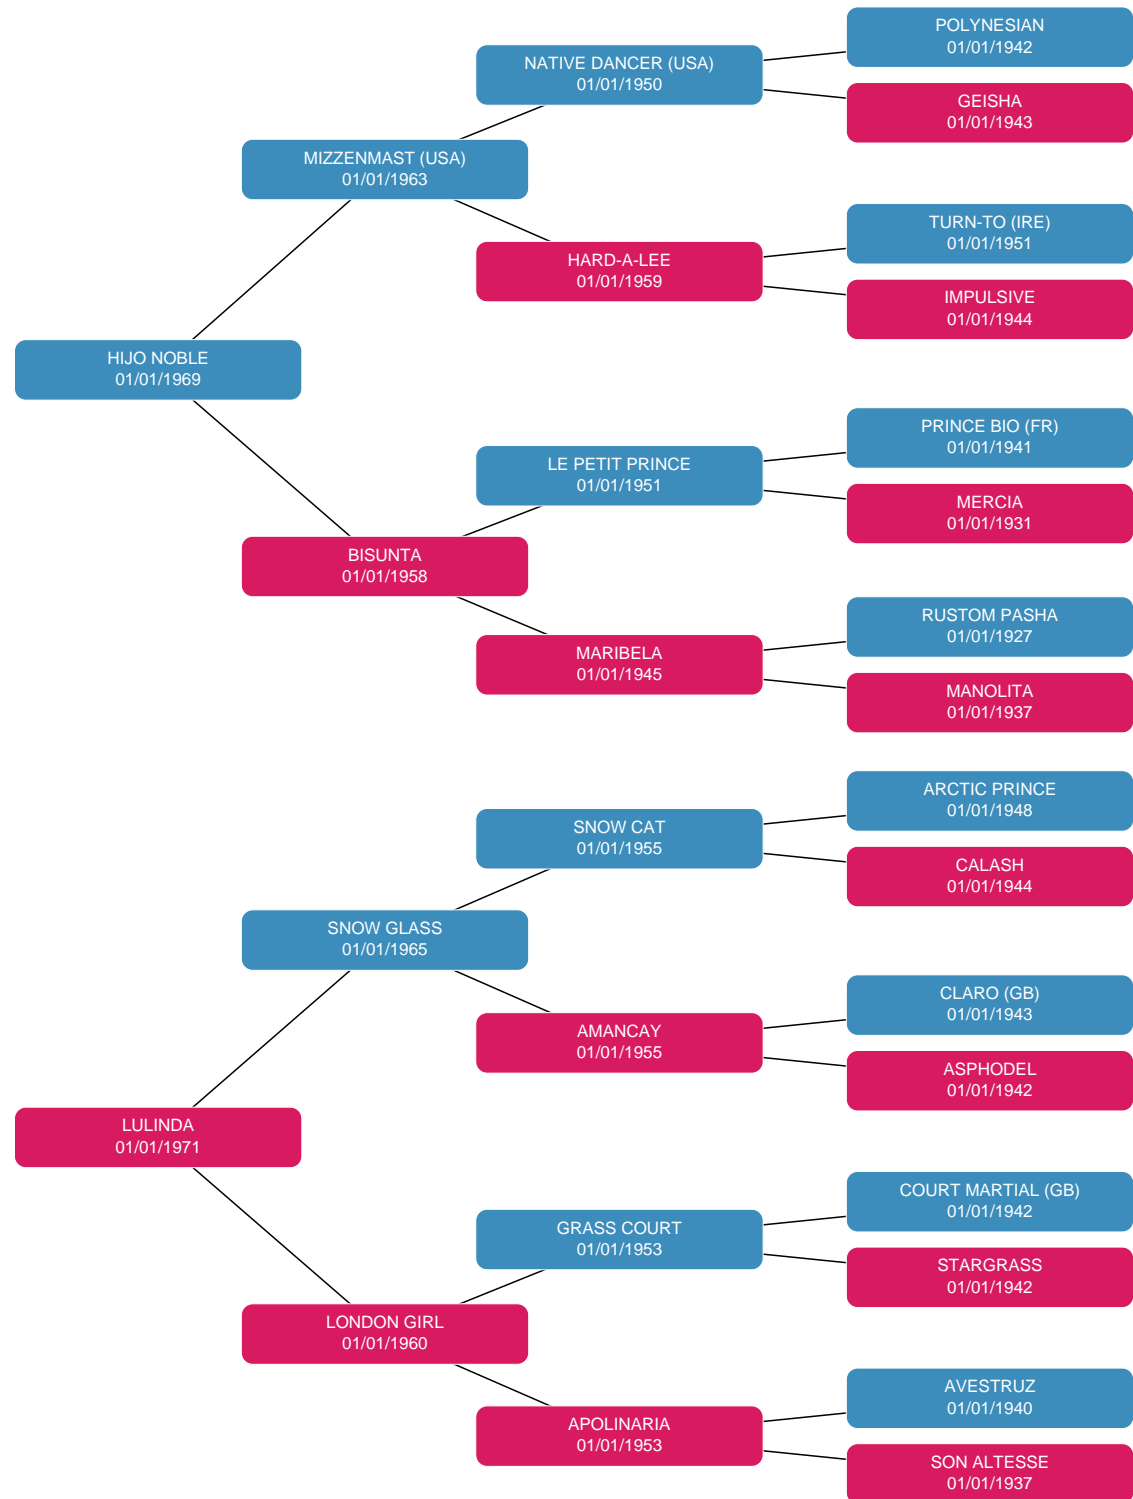 POLYNESIAN
01/01/1942
NATIVE DANCER (USA)
01/01/1950
GEISHA
01/01/1943
MIZZENMAST (USA)
01/01/1963
TURN-TO (IRE)
01/01/1951
HARD-A-LEE
01/01/1959
IMPULSIVE
01/01/1944
HIJO NOBLE
01/01/1969
PRINCE BIO (FR)
01/01/1941
LE PETIT PRINCE
01/01/1951
MERCIA
01/01/1931
BISUNTA
01/01/1958
RUSTOM PASHA
01/01/1927
MARIBELA
01/01/1945
MANOLITA
01/01/1937
ARCTIC PRINCE
01/01/1948
SNOW CAT
01/01/1955
CALASH
01/01/1944
SNOW GLASS
01/01/1965
CLARO (GB)
01/01/1943
AMANCAY
01/01/1955
ASPHODEL
01/01/1942
LULINDA
01/01/1971
COURT MARTIAL (GB)
01/01/1942
GRASS COURT
01/01/1953
STARGRASS
01/01/1942
LONDON GIRL
01/01/1960
AVESTRUZ
01/01/1940
APOLINARIA
01/01/1953
SON ALTESSE
01/01/1937